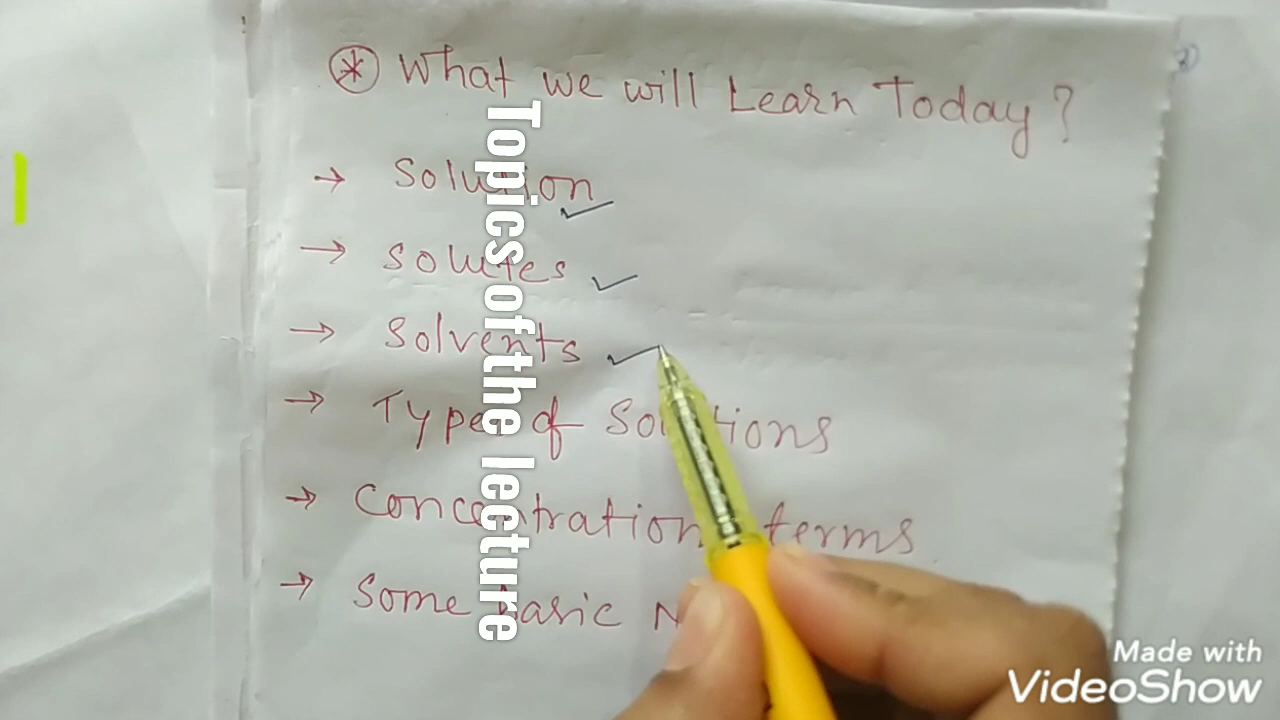 * What we will Learn Today?
→ Solution ✓
→ Solutes ✓
→ Solvents ✓
→ Types of Solutions
→ Concentration terms
→ Some basic
Topics of the lecture
Made with
VideoShow